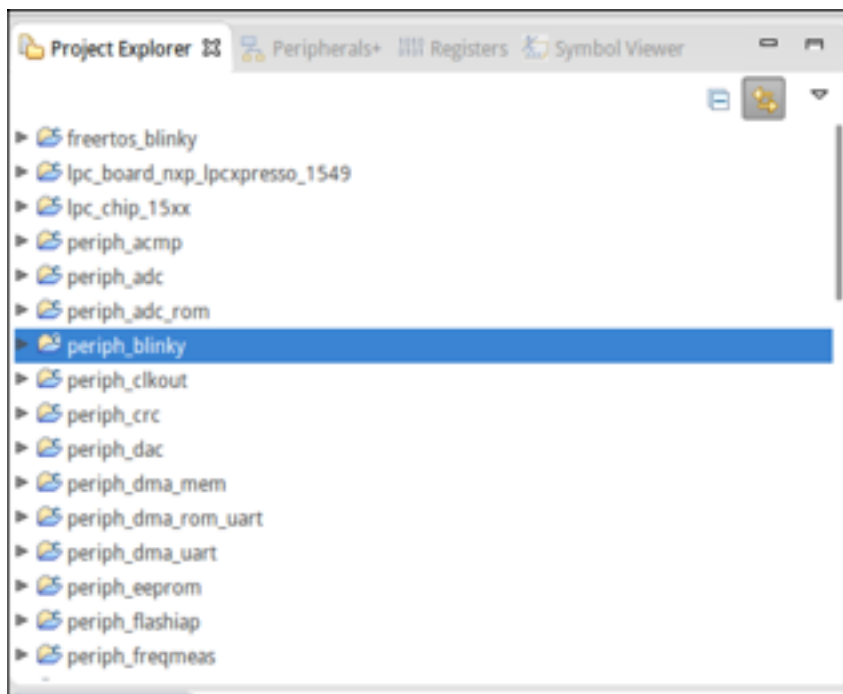 Project Explorer Peripherals+ Registers Symbol Viewer
freertos_blinky
lpc_board_nxp_lpcxpresso_1549
lpc_chip_15xx
periph_acmp
periph_adc
periph_adc_rom
periph_blinky
periph_clkout
periph_crc
periph_dac
periph_dma_mem
periph_dma_rom_uart
periph_dma_uart
periph_eeprom
periph_flashiap
periph_freqmeas